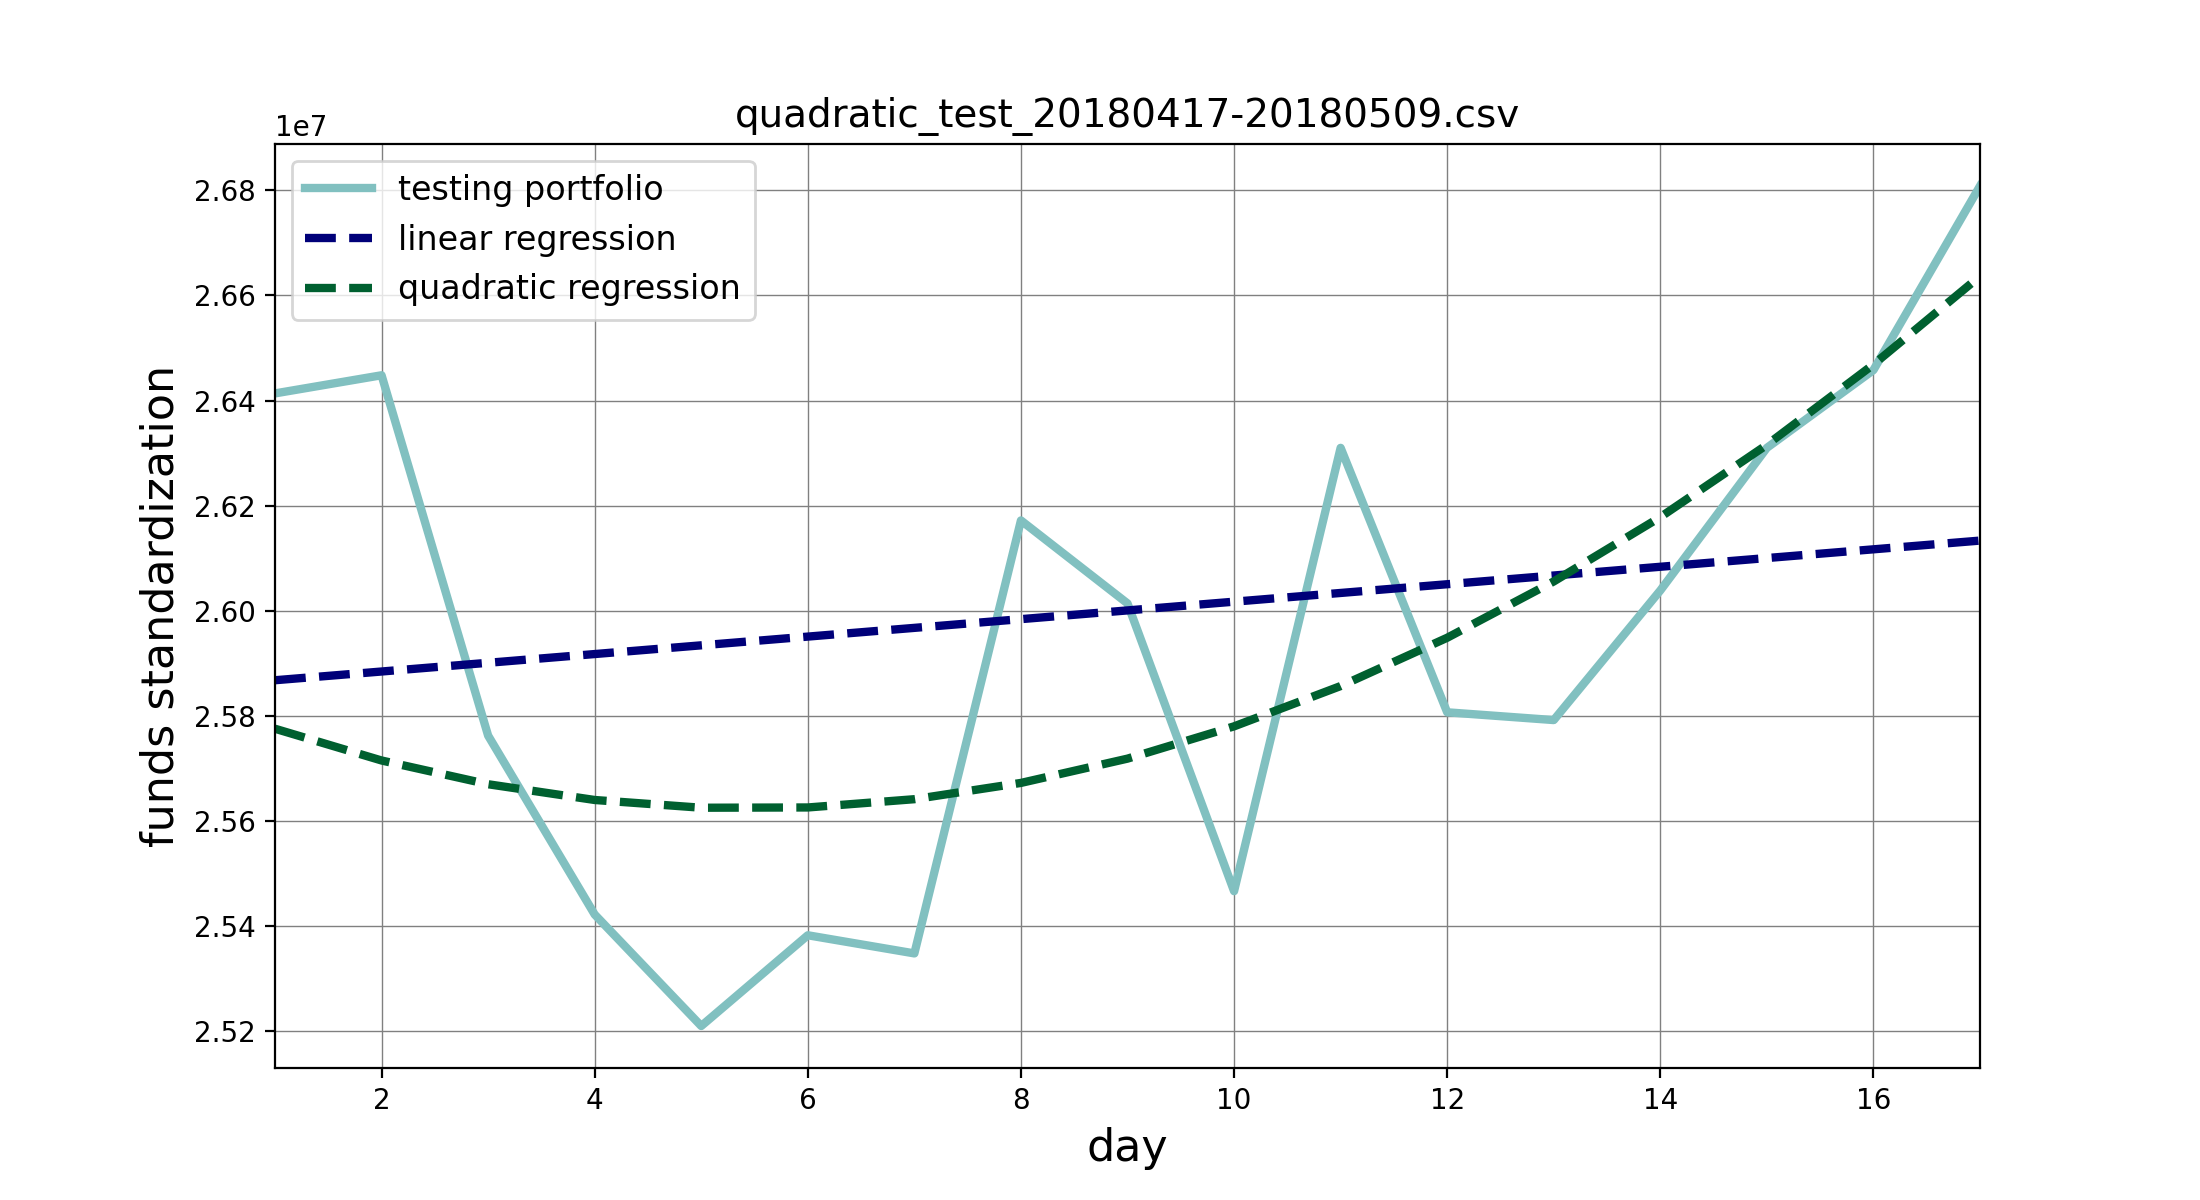 quadratic_test_20180417-20180509.csv
1e7
testing portfolio
linear regression
quadratic regression
funds standardization
2.68
2.66
2.64
2.62
2.60
2.58
2.56
2.54
2.52
2 4 6 8 10 12 14 16
day